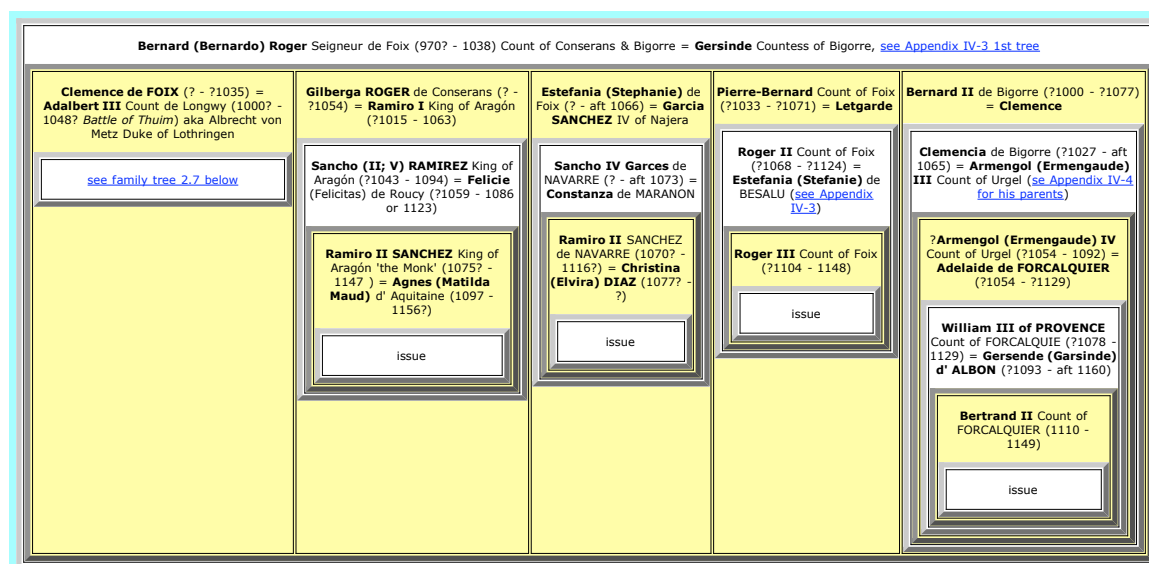 Bernard (Bernardo) Roger Seigneur de Foix (970? - 1038) Count of Conserans & Bigorre = Gersinde Countess of Bigorre, see Appendix IV-3 1st tree
Clemence de FOIX (? - ?1035) =
Adalbert III Count de Longwy (1000? -
1048? Battle of Thuim) aka Albrecht von
Metz Duke of Lothringen
see family tree 2.7 below
Gilberga ROGER de Conserans (? -
?1054) = Ramiro I King of Aragón
(?1015 - 1063)
Sancho (II; V) RAMIREZ King of
Aragón (?1043 - 1094) = Felicie
(Felicitas) de Roucy (?1059 - 1086
or 1123)
Ramiro II SANCHEZ King of
Aragón 'the Monk' (1075? -
1147 ) = Agnes (Matilda
Maud) d' Aquitaine (1097 -
1156?)
issue
Estefania (Stephanie) de
Foix (? - aft 1066) = Garcia
SANCHEZ IV of Najera
Sancho IV Garces de
NAVARRE (? - aft 1073) =
Constanza de MARANON
Ramiro II SANCHEZ
de NAVARRE (1070? -
1116?) = Christina
(Elvira) DIAZ (1077? -
?)
issue
Pierre-Bernard Count of Foix
(?1033 - ?1071) = Letgarde
Roger II Count of Foix
(?1068 - ?1124) =
Estefania (Stefanie) de
BESALU (see Appendix
IV-3)
Roger III Count of Foix
(?1104 - 1148)
issue
Bernard II de Bigorre (?1000 - ?1077)
= Clemence
Clemencia de Bigorre (?1027 - aft
1065) = Armengol (Ermengaude)
III Count of Urgel (se Appendix IV-4
for his parents)
?Armengol (Ermengaude) IV
Count of Urgel (?1054 - 1092) =
Adelaide de FORCALQUIER
(?1054 - ?1129)
William III of PROVENCE
Count of FORCALQUIE (?1078 -
1129) = Gersende (Garsinde)
d' ALBON (?1093 - aft 1160)
Bertrand II Count of
FORCALQUIER (1110 -
1149)
issue